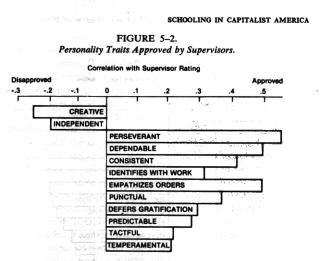 SCHOOLING IN CAPITALIST AMERICA
FIGURE 5–2.
Personality Traits Approved by Supervisors.
Correlation with Supervisor Rating
Disapproved Approved
-.3 -.2 -.1 0 .1 .2 .3 .4 .5
CREATIVE
INDEPENDENT
PERSEVERANT
DEPENDABLE
CONSISTENT
IDENTIFIES WITH WORK
EMPATHIZES ORDERS
PUNCTUAL
DEFERS GRATIFICATION
PREDICTABLE
TACTFUL
TEMPERAMENTAL